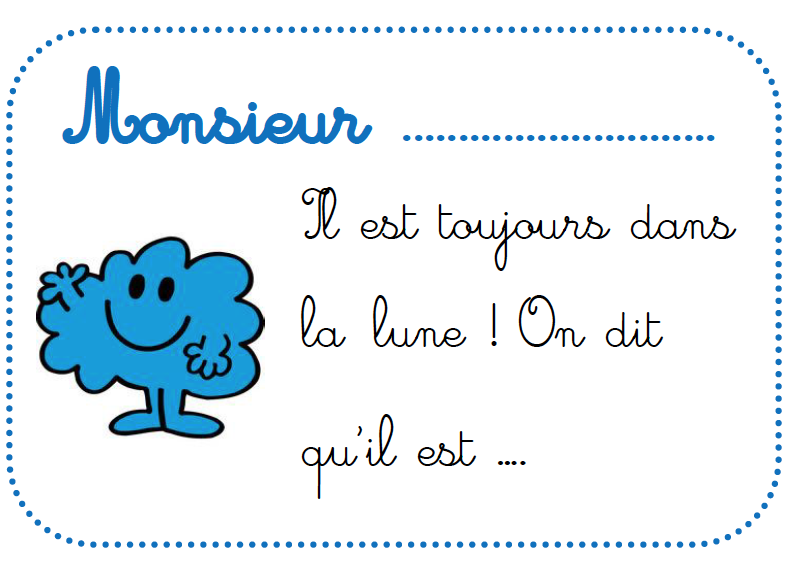 Monsieur ............................
Il est toujours dans
la lune ! On dit
qu'il est ....